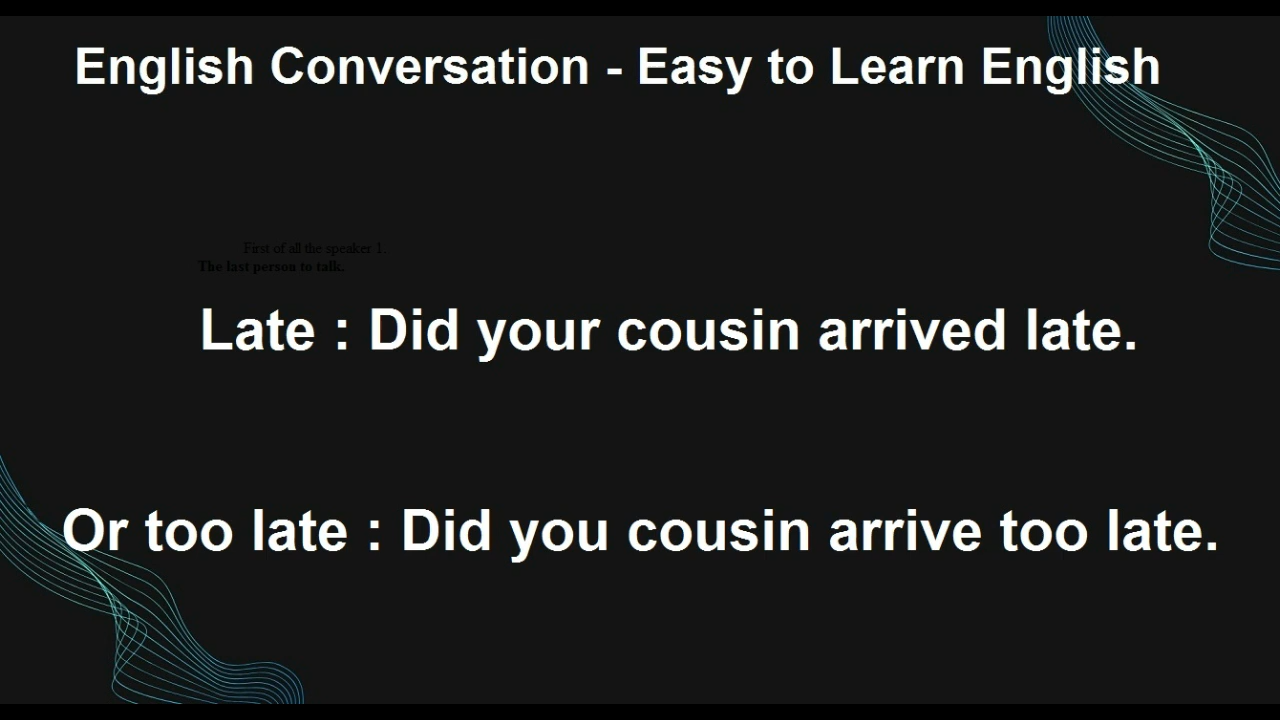 English Conversation - Easy to Learn English
First of all the speaker 1.
The last person to talk.
Late : Did your cousin arrived late.
Or too late : Did you cousin arrive too late.